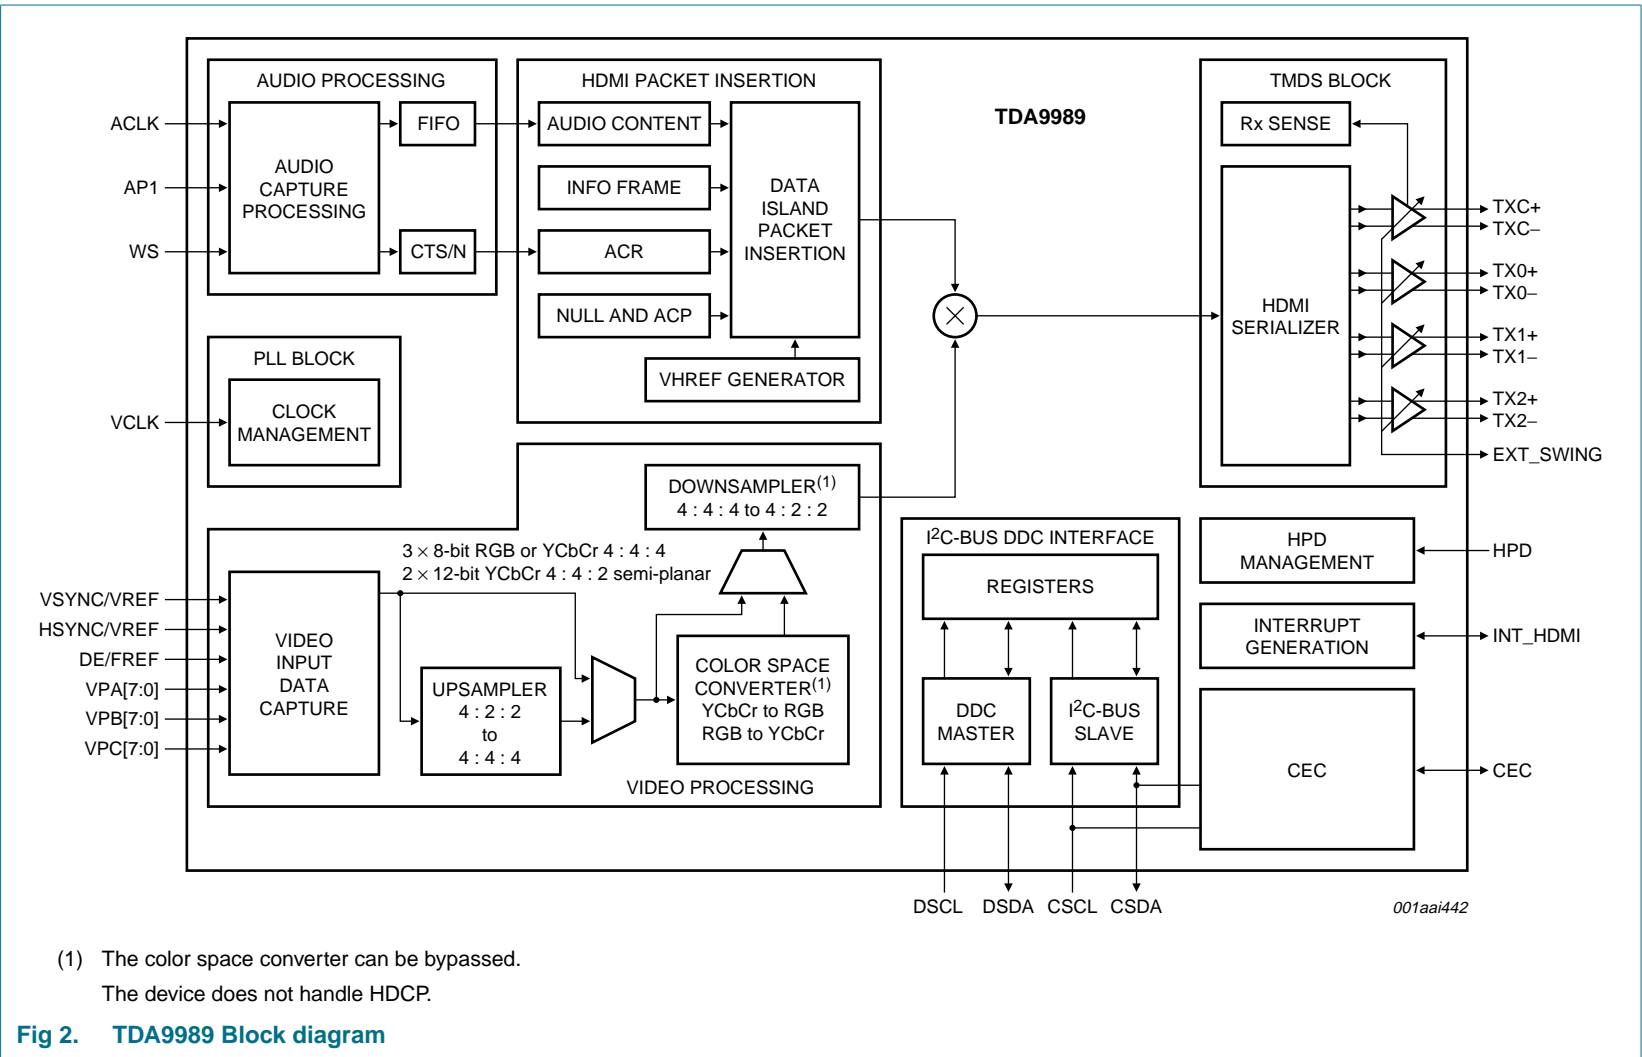 TDA9989
AUDIO PROCESSING
ACLK
AP1
WS
AUDIO
CAPTURE
PROCESSING
FIFO
CTS/N
HDMI PACKET INSERTION
AUDIO CONTENT
INFO FRAME
ACR
NULL AND ACP
DATA
ISLAND
PACKET
INSERTION
VHREF GENERATOR
TMDS BLOCK
Rx SENSE
HDMI
SERIALIZER
TXC+
TXC−
TX0+
TX0−
TX1+
TX1−
TX2+
TX2−
EXT_SWING
PLL BLOCK
VCLK
CLOCK
MANAGEMENT
DOWNSAMPLER(1)
4 : 4 : 4 to 4 : 2 : 2
3 × 8-bit RGB or YCbCr 4 : 4 : 4
2 × 12-bit YCbCr 4 : 4 : 2 semi-planar
VSYNC/VREF
HSYNC/VREF
DE/FREF
VPA[7:0]
VPB[7:0]
VPC[7:0]
VIDEO
INPUT
DATA
CAPTURE
UPSAMPLER
4 : 2 : 2
to
4 : 4 : 4
COLOR SPACE
CONVERTER(1)
YCbCr to RGB
RGB to YCbCr
VIDEO PROCESSING
I2C-BUS DDC INTERFACE
REGISTERS
DDC
MASTER
I2C-BUS
SLAVE
HPD
MANAGEMENT
HPD
INTERRUPT
GENERATION
INT_HDMI
CEC
CEC
DSCL
DSDA
CSCL
CSDA
001aai442
(1) The color space converter can be bypassed.
The device does not handle HDCP.
Fig 2. TDA9989 Block diagram